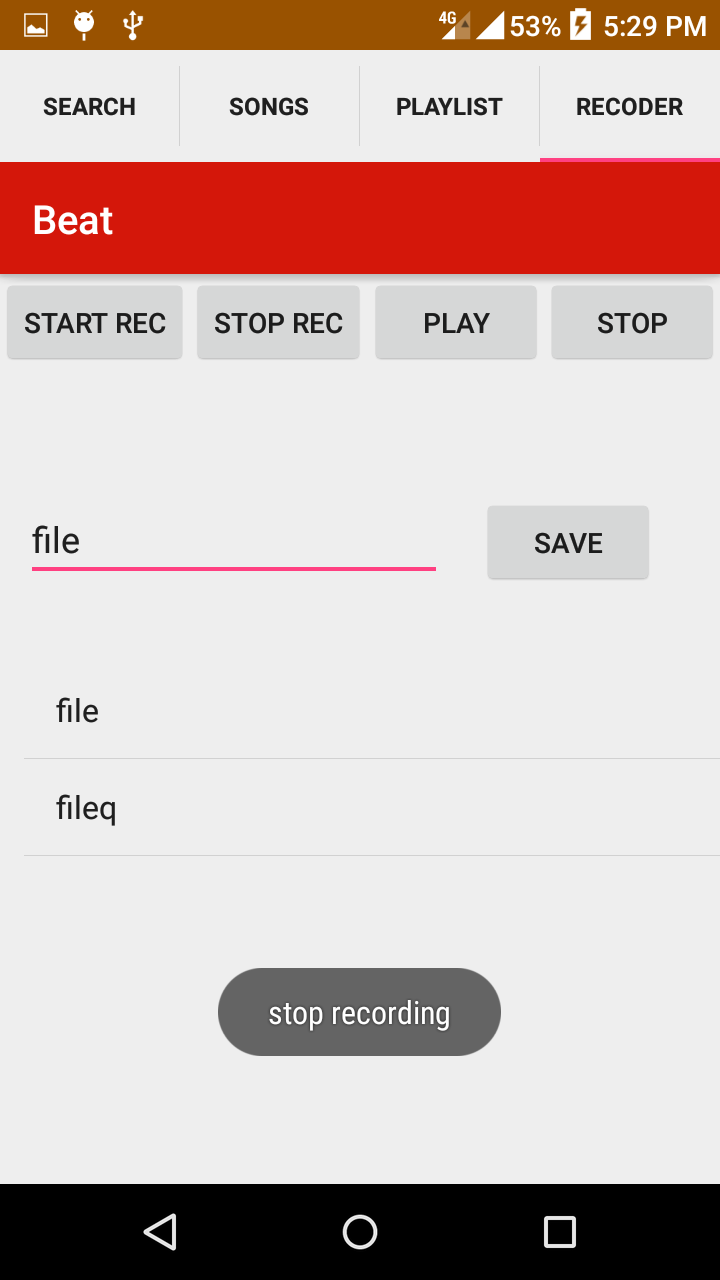 4G 53% 5:29 PM
SEARCH SONGS PLAYLIST RECODER
Beat
START REC STOP REC PLAY STOP
file SAVE
file
fileq
stop recording